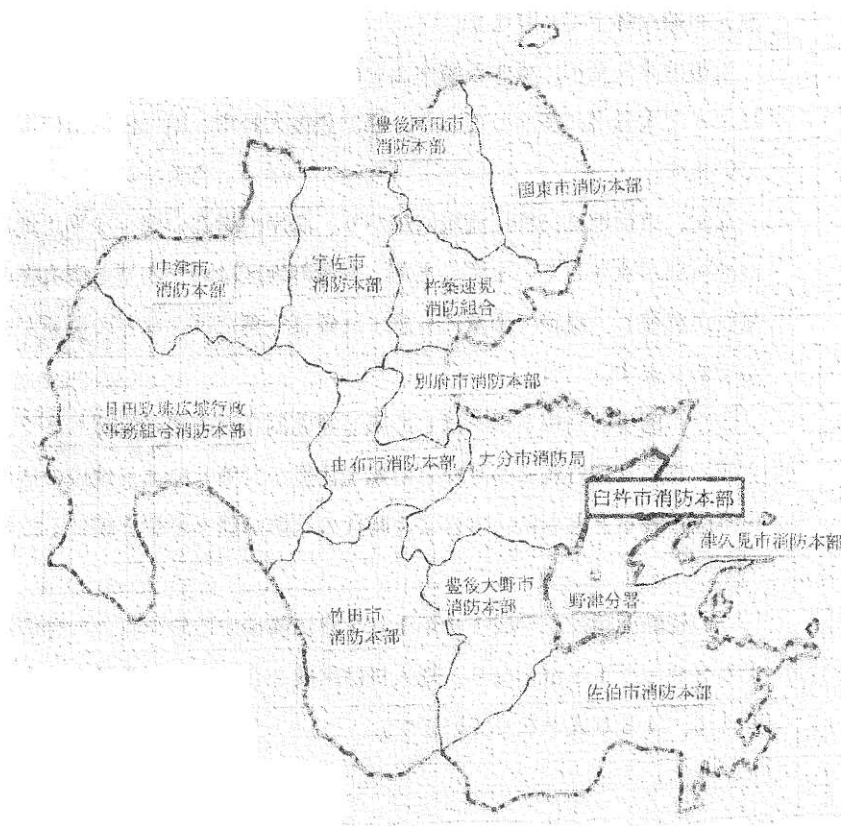 豊後高田市
消防本部
国東市消防本部
中津市
消防本部
宇佐市
消防本部
杵築速見
消防組合
別府市消防本部
日田玖珠広域行政
事務組合消防本部
由布市消防本部
大分市消防局
臼杵市消防本部
津久見市消防本部
豊後大野市
消防本部
野津分署
竹田市
消防本部
佐伯市消防本部